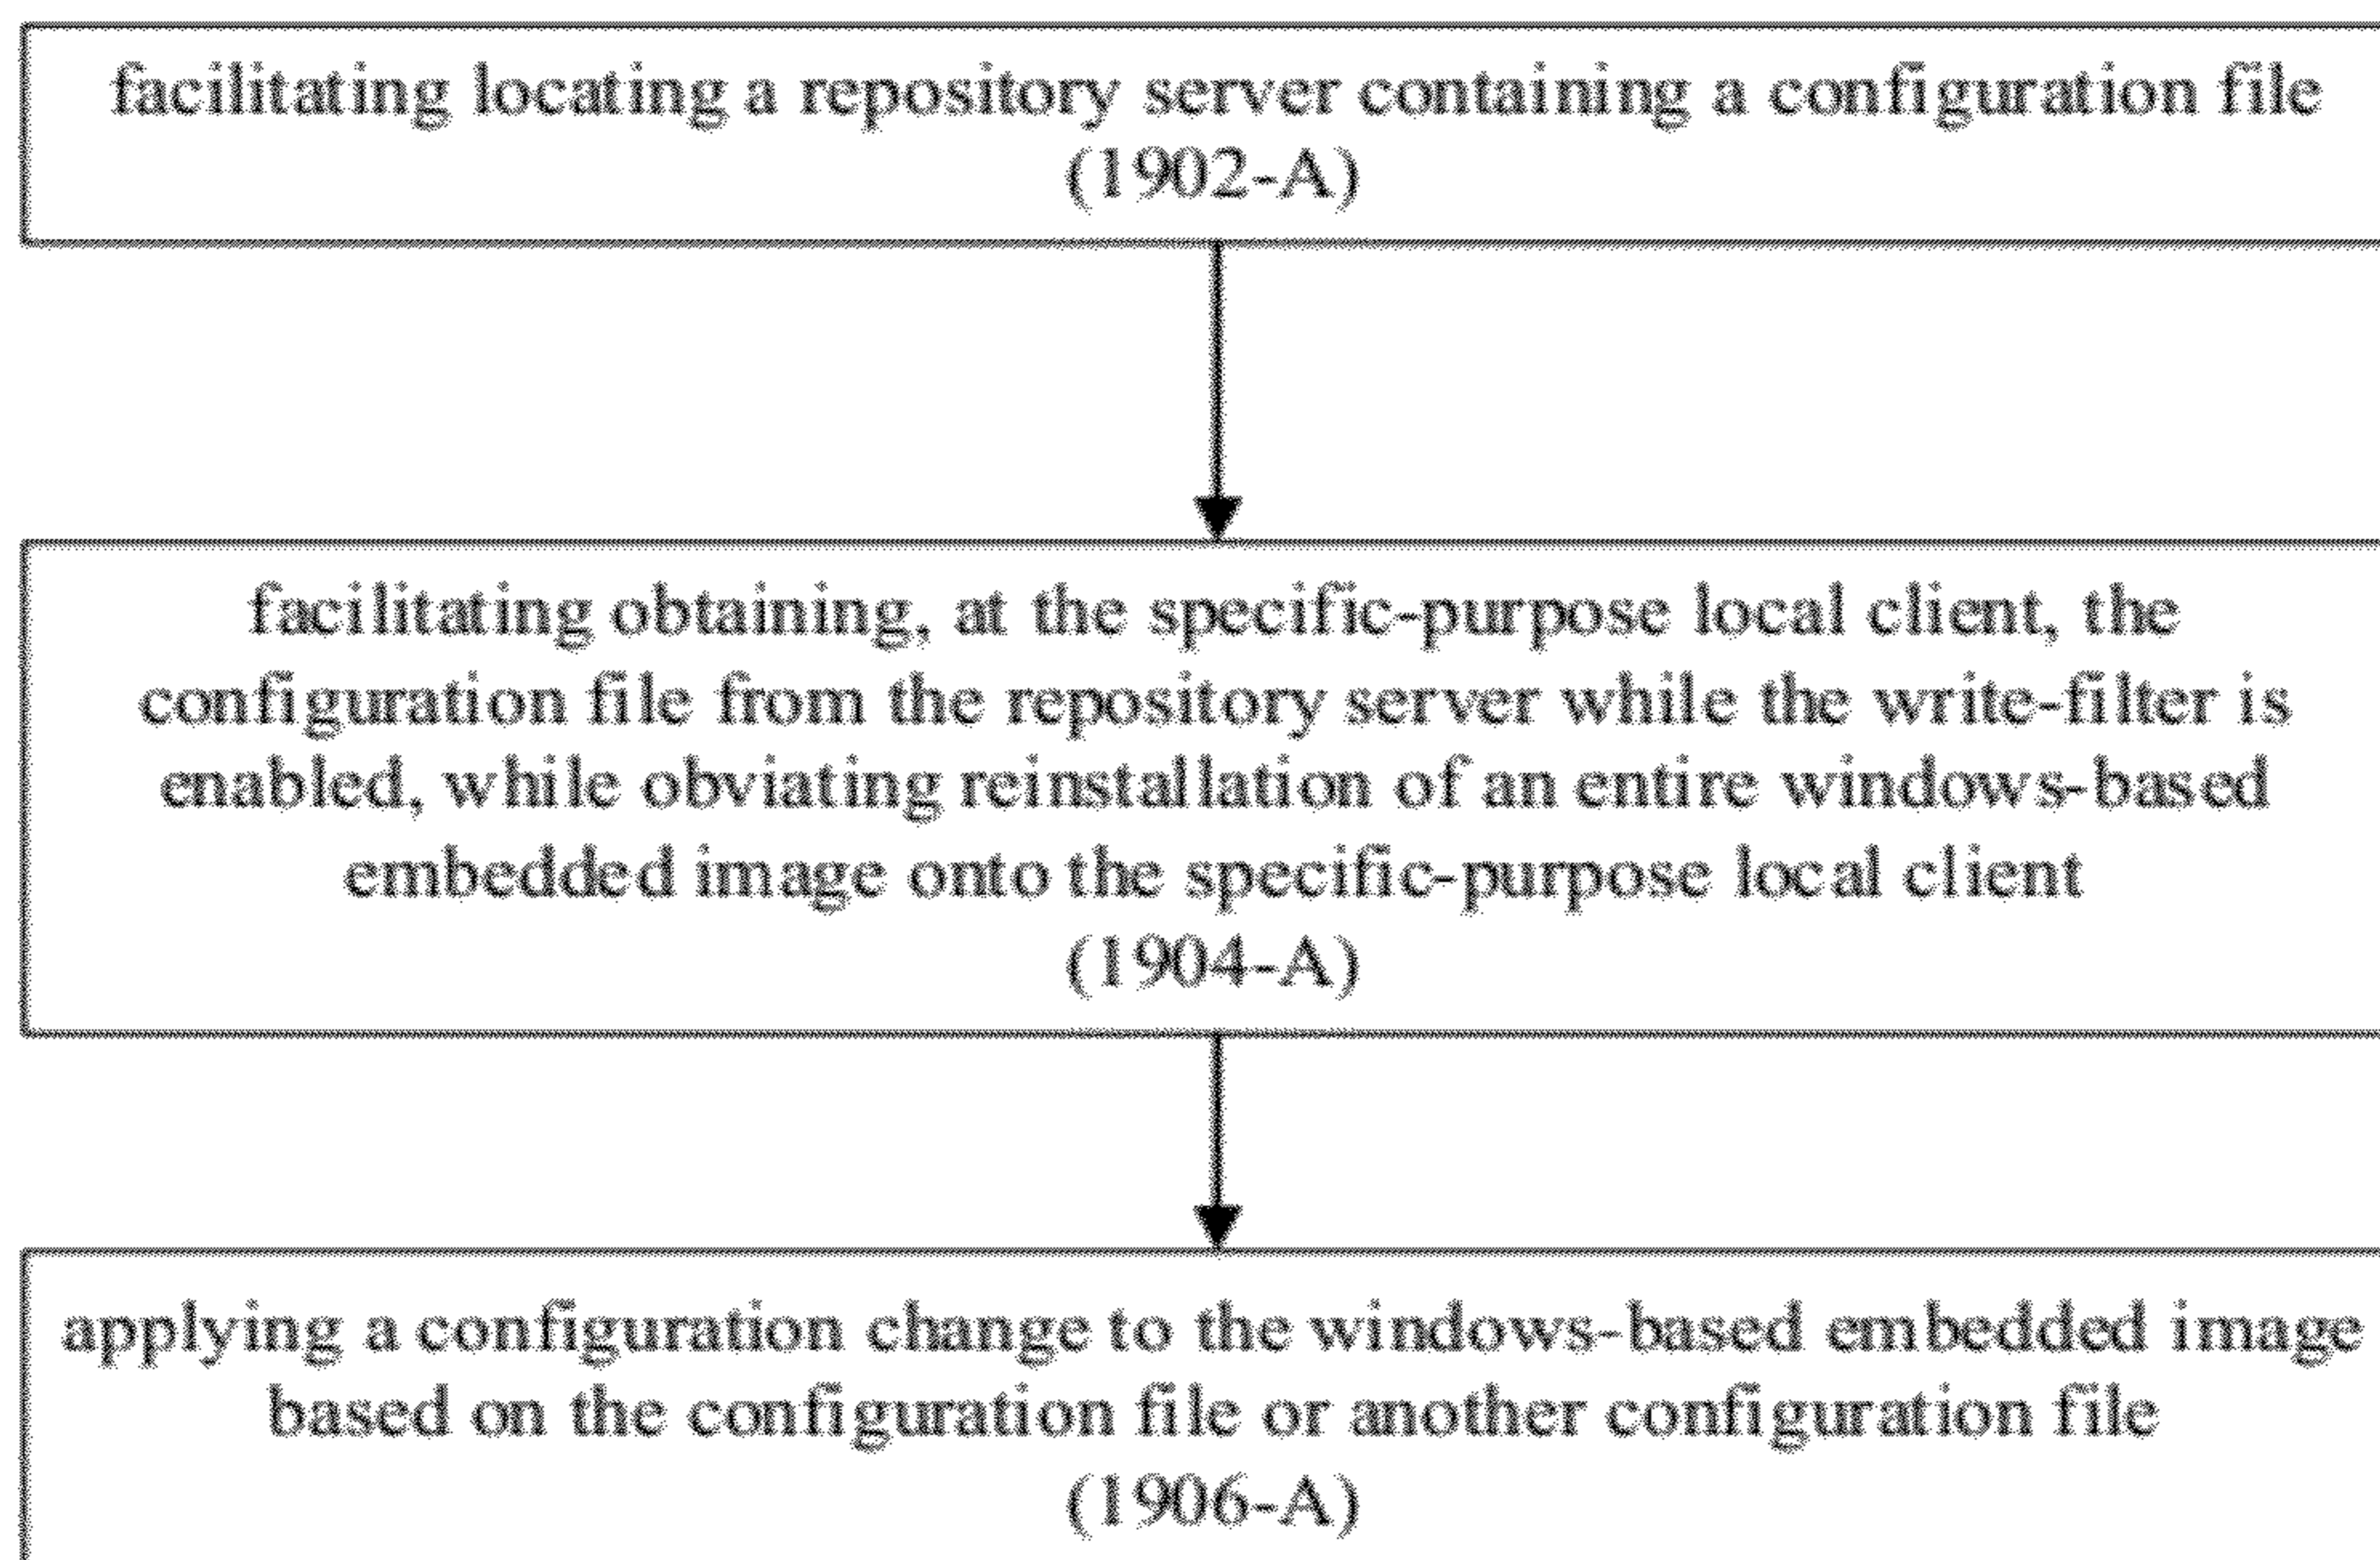 facilitating locating a repository server containing a configuration file
(1902-A)
facilitating obtaining, at the specific-purpose local client, the
configuration file from the repository server while the write-filter is
enabled, while obviating reinstallation of an entire windows-based
embedded image onto the specific-purpose local client
(1904-A)
applying a configuration change to the windows-based embedded image
based on the configuration file or another configuration file
(1906-A)